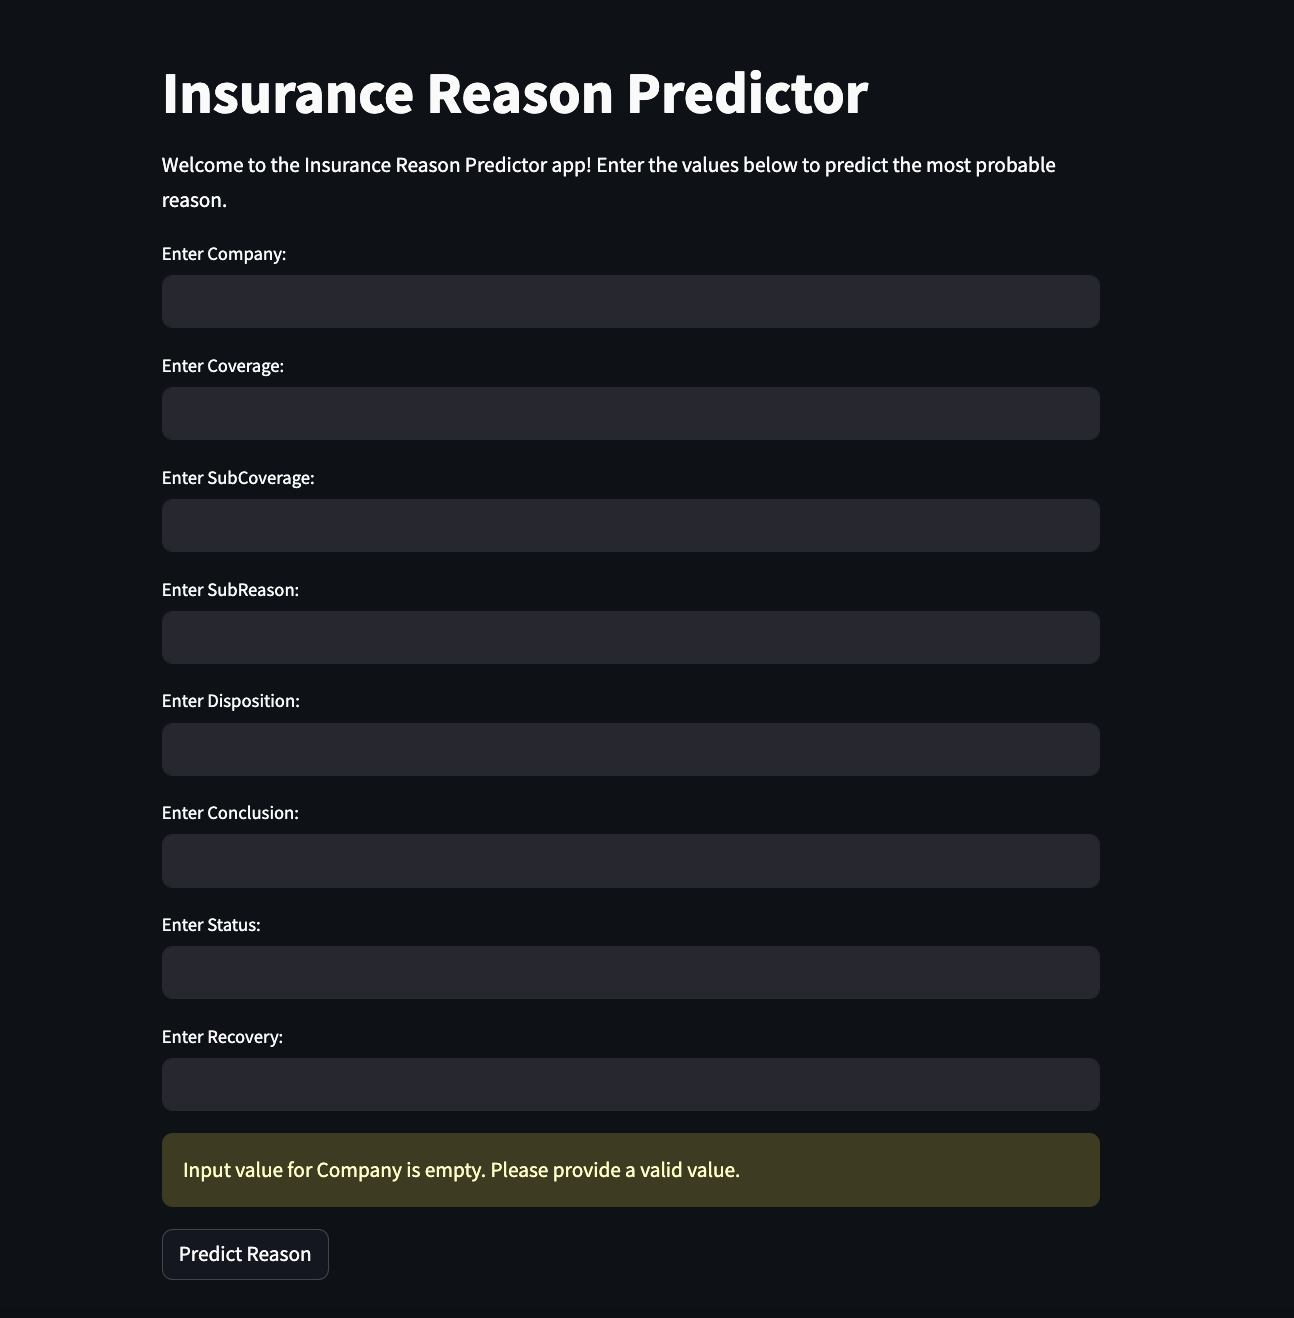 Insurance Reason Predictor
Welcome to the Insurance Reason Predictor app! Enter the values below to predict the most probable
reason.
Enter Company:
Enter Coverage:
Enter SubCoverage:
Enter SubReason:
Enter Disposition:
Enter Conclusion:
Enter Status:
Enter Recovery:
Input value for Company is empty. Please provide a valid value.
Predict Reason